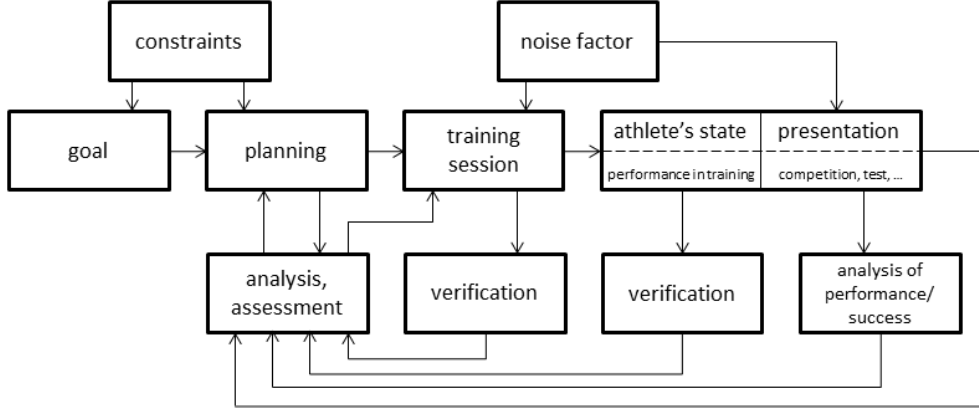 constraints
noise factor
goal
planning
training
session
athlete's state
presentation
performance in training
competition, test, ...
analysis,
assessment
verification
verification
analysis of
performance/
success